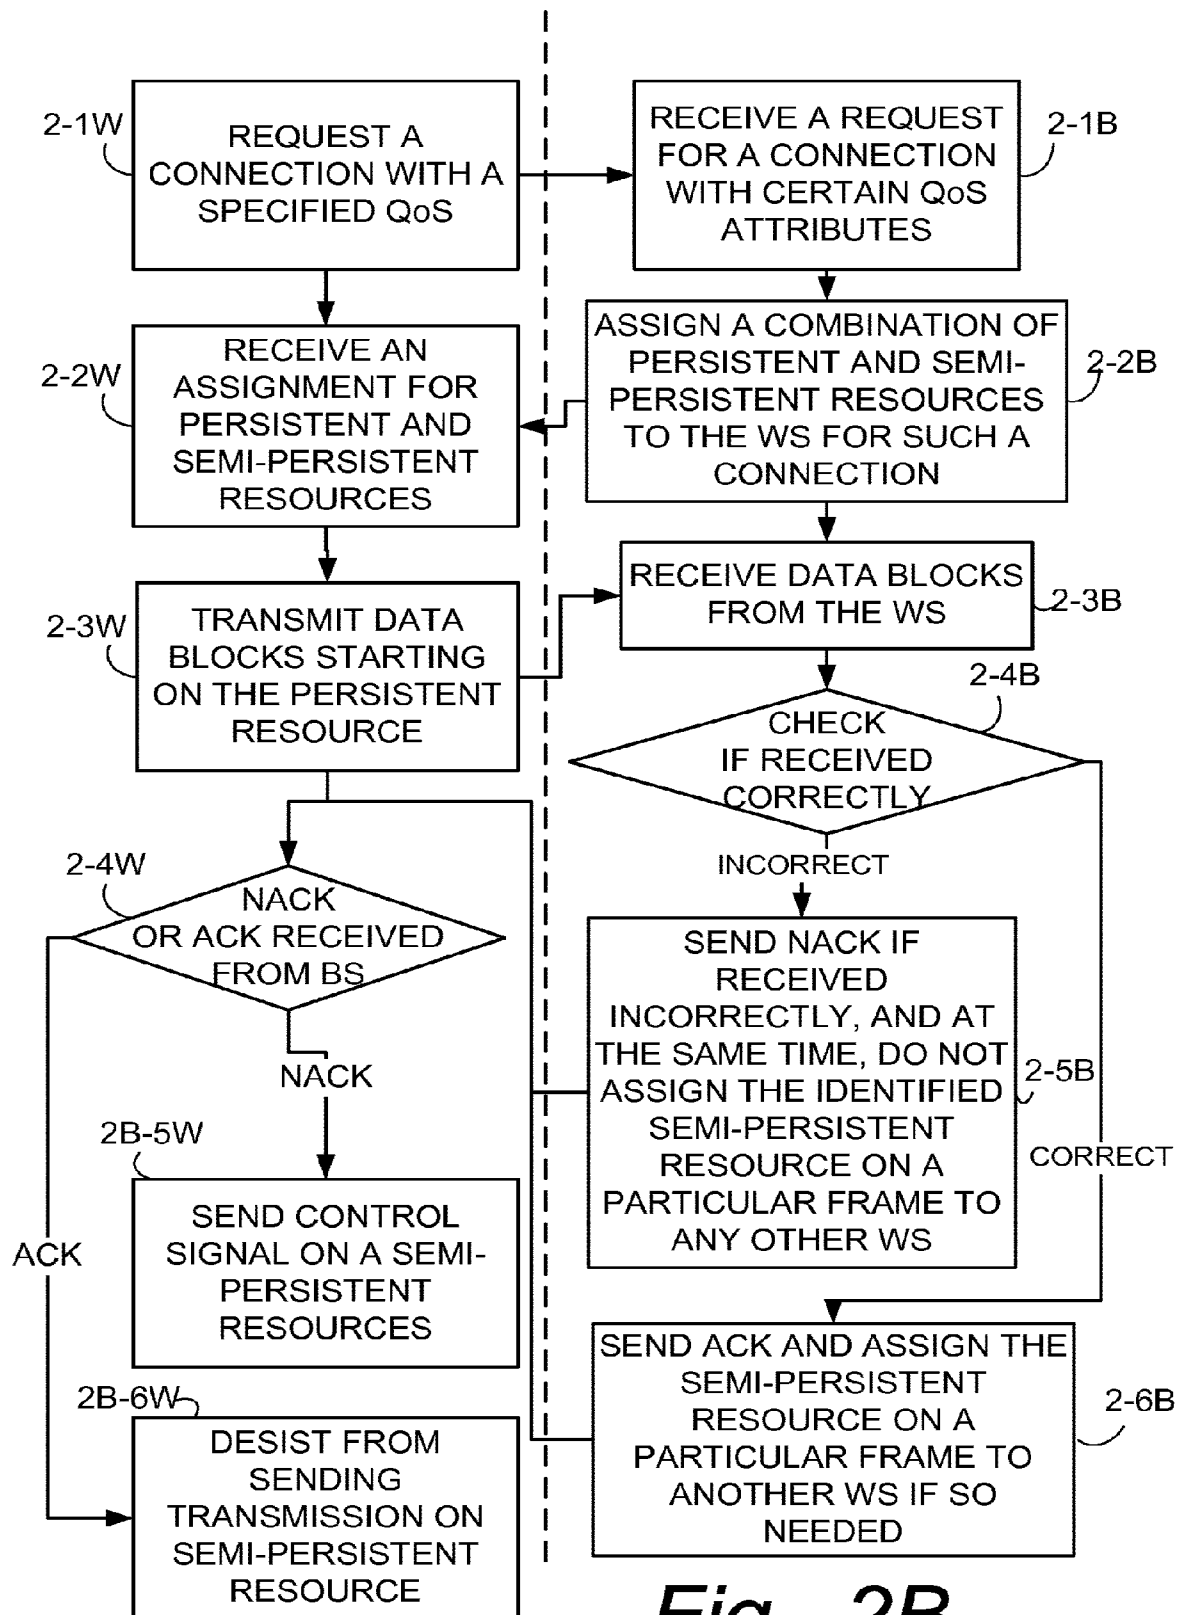 2-1W
REQUEST A
CONNECTION WITH A
SPECIFIED QoS
RECEIVE A REQUEST
FOR A CONNECTION
WITH CERTAIN QoS
ATTRIBUTES
2-1B
2-2W
RECEIVE AN
ASSIGNMENT FOR
PERSISTENT AND
SEMI-PERSISTENT
RESOURCES
ASSIGN A COMBINATION OF
PERSISTENT AND SEMI-
PERSISTENT RESOURCES
TO THE WS FOR SUCH A
CONNECTION
2-2B
2-3W
TRANSMIT DATA
BLOCKS STARTING
ON THE PERSISTENT
RESOURCE
RECEIVE DATA BLOCKS
FROM THE WS
2-3B
2-4B
CHECK
IF RECEIVED
CORRECTLY
INCORRECT
CORRECT
2-4W
NACK
OR ACK RECEIVED
FROM BS
NACK
ACK
SEND NACK IF
RECEIVED
INCORRECTLY, AND AT
THE SAME TIME, DO NOT
ASSIGN THE IDENTIFIED
SEMI-PERSISTENT
RESOURCE ON A
PARTICULAR FRAME TO
ANY OTHER WS
2-5B
2B-5W
SEND CONTROL
SIGNAL ON A SEMI-
PERSISTENT
RESOURCES
SEND ACK AND ASSIGN THE
SEMI-PERSISTENT
RESOURCE ON A
PARTICULAR FRAME TO
ANOTHER WS IF SO
NEEDED
2-6B
2B-6W
DESIST FROM
SENDING
TRANSMISSION ON
SEMI-PERSISTENT
RESOURCE
Fig. 2B